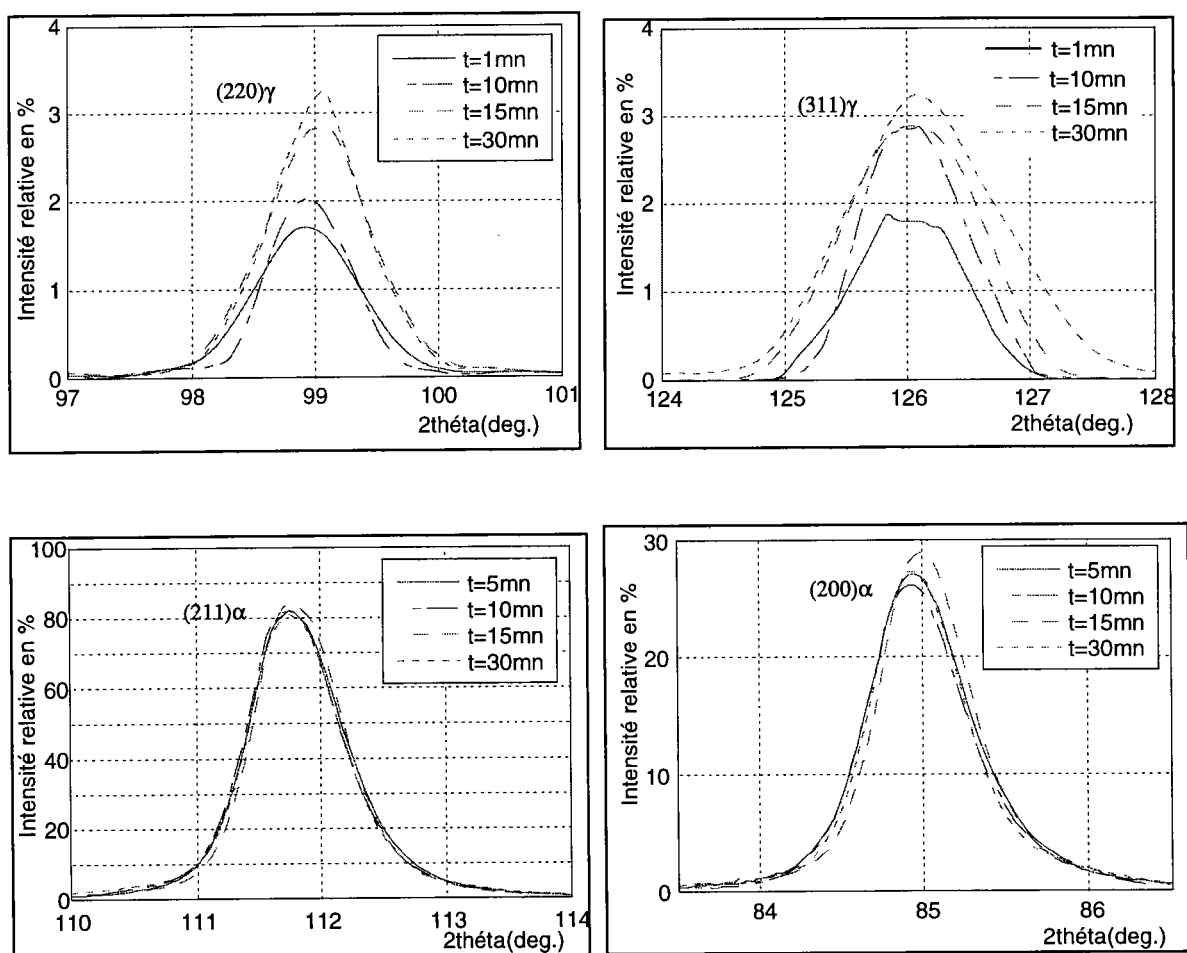 4
3
2
1
0
Intensité relative en %
(220)γ
t=1mn
t=10mn
t=15mn
t=30mn
97
98
99
100
101
2théta(deg.)
4
3
2
1
0
Intensité relative en %
(311)γ
t=1mn
t=10mn
t=15mn
t=30mn
124
125
126
127
128
2théta(deg.)
100
80
60
40
20
0
Intensité relative en %
(211)α
t=5mn
t=10mn
t=15mn
t=30mn
110
111
112
113
114
2théta(deg.)
30
20
10
0
Intensité relative en %
(200)α
t=5mn
t=10mn
t=15mn
t=30mn
84
85
86
2théta(deg.)